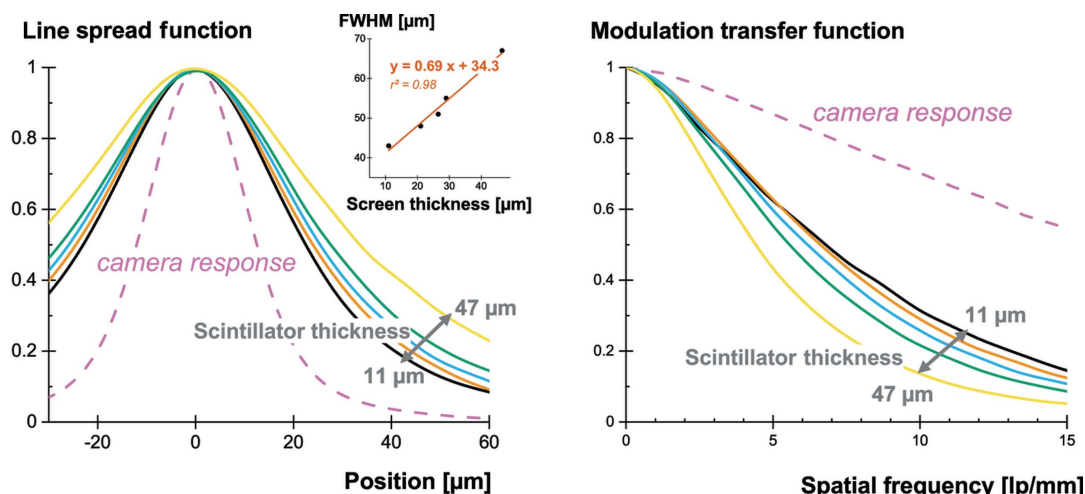 Line spread function
FWHM [µm]
70
60
50
40
y = 0.69 x + 34.3
r² = 0.98
10
20
30
40
Screen thickness [µm]
1
0.8
0.6
0.4
0.2
0
camera response
47 µm
Scintillator thickness
11 µm
-20
0
20
40
60
Position [µm]
Modulation transfer function
1
0.8
0.6
0.4
0.2
0
camera response
11 µm
Scintillator thickness
47 µm
0
5
10
15
Spatial frequency [lp/mm]